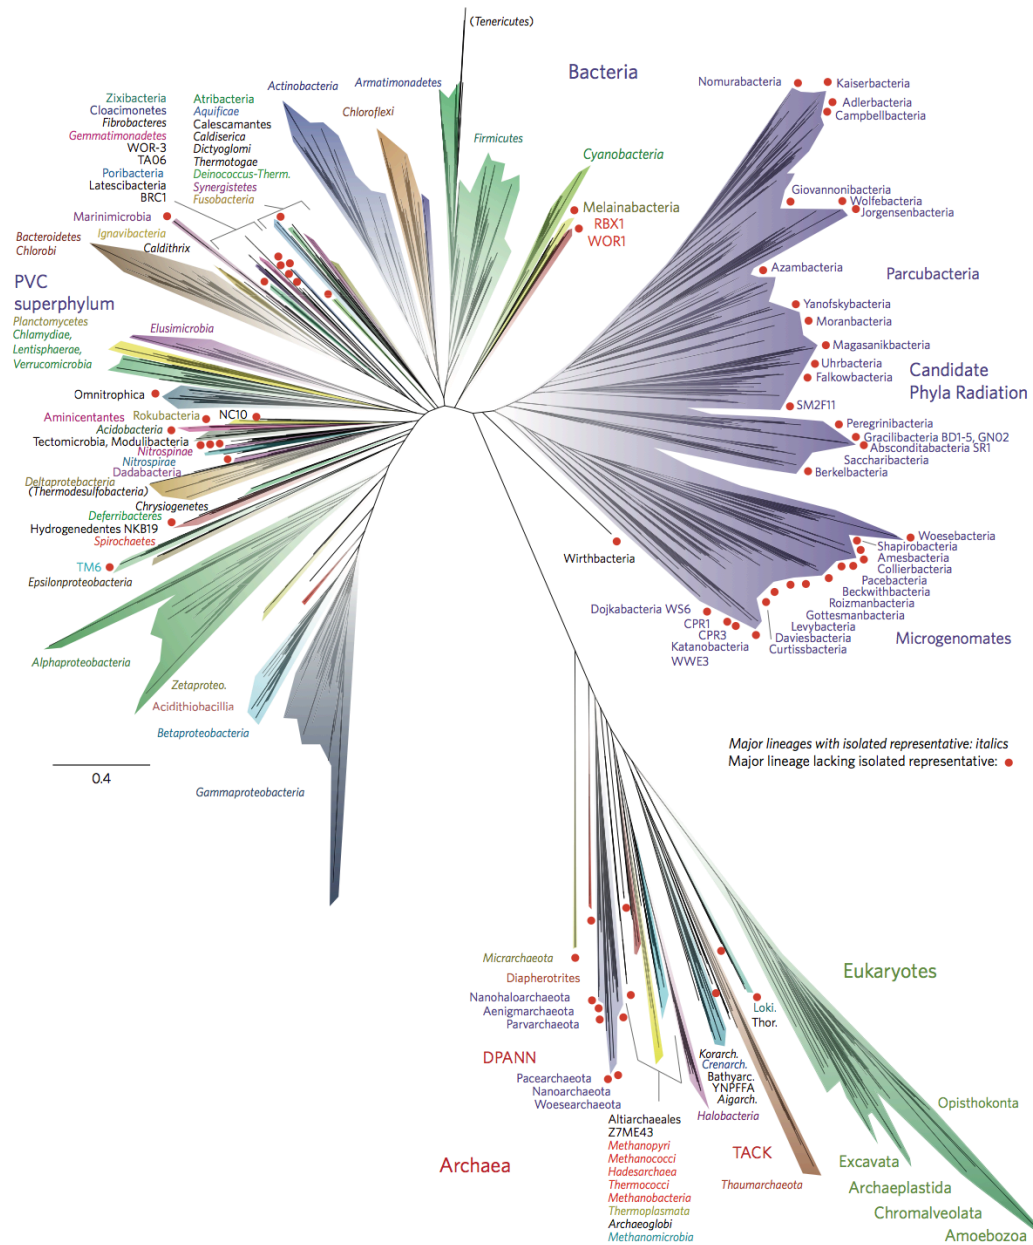 (Tenericutes)
Bacteria
Actinobacteria
Armatimonadetes
Chloroflexi
Firmicutes
Cyanobacteria
Melainabacteria
RBX1
WOR1
Zixibacteria
Cloacimonetes
Fibrobacteres
Gemmatimonadetes
WOR-3
TA06
Poribacteria
Latescibacteria
BRC1
Atribacteria
Aquificae
Calescamantes
Caldiserica
Dictyoglomi
Thermotogae
Deinococcus-Therm.
Synergistetes
Fusobacteria
Marinimicrobia
Ignavibacteria
Caldithrix
Bacteroidetes
Chlorobi
PVC
superphylum
Planctomycetes
Chlamydiae,
Lentisphaerae,
Verrucomicrobia
Elusimicrobia
Omnitrophica
Aminicentantes
Rokubacteria
NC10
Acidobacteria
Tectomicrobia, Modulibacteria
Nitrospinae
Nitrospirae
Dadabacteria
Deltaprotebacteria
(Thermodesulfobacteria)
Chrysiogenetes
Deferribacteres
Hydrogenedentes NKB19
Spirochaetes
TM6
Epsilonproteobacteria
Alphaproteobacteria
Zetaproteo.
Acidithiobacillia
Betaproteobacteria
Gammaproteobacteria
0.4
Nomurabacteria
Kaiserbacteria
Adlerbacteria
Campbellbacteria
Giovannonibacteria
Wolfebacteria
Jorgensenbacteria
Azambacteria
Parcubacteria
Yanofskybacteria
Moranbacteria
Magasanikbacteria
Uhrbacteria
Falkowbacteria
Candidate
Phyla Radiation
SM2F11
Peregrinibacteria
Gracilibacteria BD1-5, GN02
Absconditabacteria SR1
Saccharibacteria
Berkelbacteria
Woesebacteria
Shapirobacteria
Amesbacteria
Collierbacteria
Pacebacteria
Beckwithbacteria
Roizmanbacteria
Gottesmanbacteria
Levybacteria
Daviesbacteria
Curtissbacteria
Microgenomates
Wirthbacteria
Dojkabacteria WS6
CPR1
CPR3
Katanobacteria
WWE3
Major lineages with isolated representative: italics
Major lineage lacking isolated representative:
Micrarchaeota
Diapherotrites
Nanohaloarchaeota
Aenigmarchaeota
Parvarchaeota
DPANN
Pacearchaeota
Nanoarchaeota
Woesearchaeota
Altiarchaeales
Z7ME43
Methanopyri
Methanococci
Hadesarchaea
Thermococci
Methanobacteria
Thermoplasmata
Archaeoglobi
Methanomicrobia
Archaea
Halobacteria
Korarch.
Crenarch.
Bathyarc.
YNPFFA
Aigarch.
TACK
Thaumarchaeota
Loki.
Thor.
Eukaryotes
Opisthokonta
Excavata
Archaeplastida
Chromalveolata
Amoebozoa